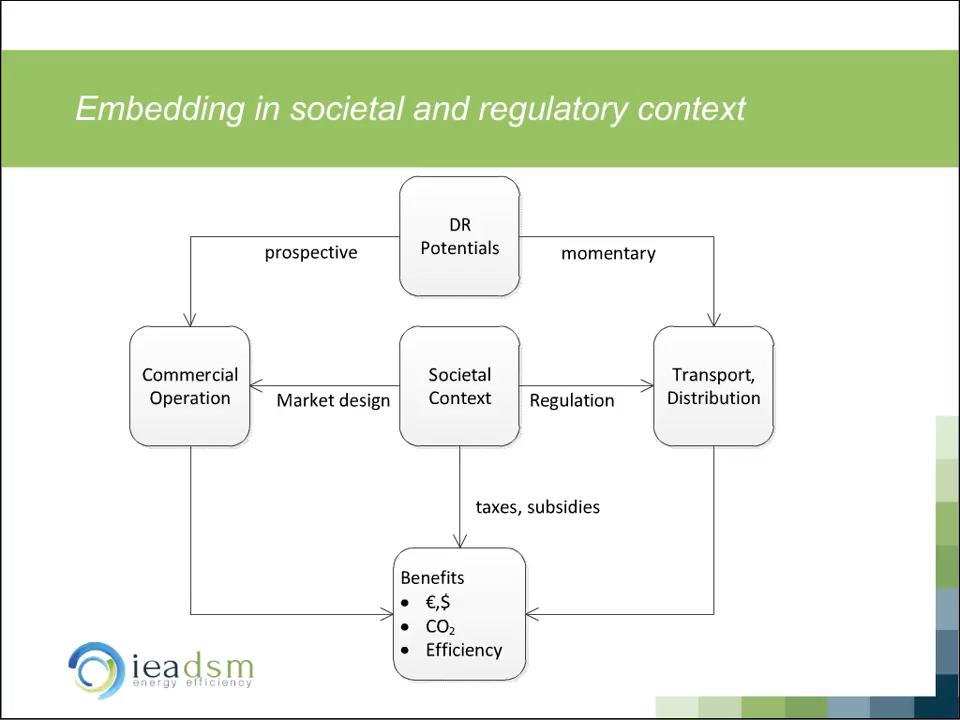 Embedding in societal and regulatory context
DR
Potentials
prospective
momentary
Commercial
Operation
Societal
Context
Transport,
Distribution
Market design
Regulation
taxes, subsidies
Benefits
• €,$
• CO₂
• Efficiency
ieadsm
energy efficiency